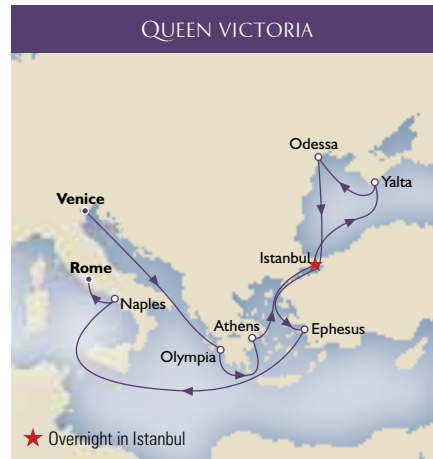 QUEEN VICTORIA
Odessa
Yalta
Venice
Istanbul
Rome
Naples
Athens
Ephesus
Olympia
Overnight in Istanbul